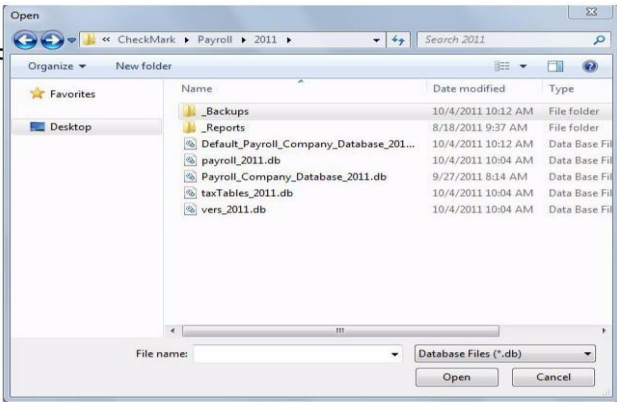 Open
« CheckMark ▸ Payroll ▸ 2011 ▸ Search 2011
Organize New folder
Favorites
Desktop
Name Date modified Type
_Backups 10/4/2011 10:12 AM File folder
_Reports 8/18/2011 9:37 AM File folder
Default_Payroll_Company_Database_201... 10/4/2011 10:12 AM Data Base Fil
payroll_2011.db 10/4/2011 10:04 AM Data Base Fil
Payroll_Company_Database_2011.db 9/27/2011 8:14 AM Data Base Fil
taxTables_2011.db 10/4/2011 10:04 AM Data Base Fil
vers_2011.db 10/4/2011 10:04 AM Data Base Fil
File name: Database Files (*.db)
Open Cancel